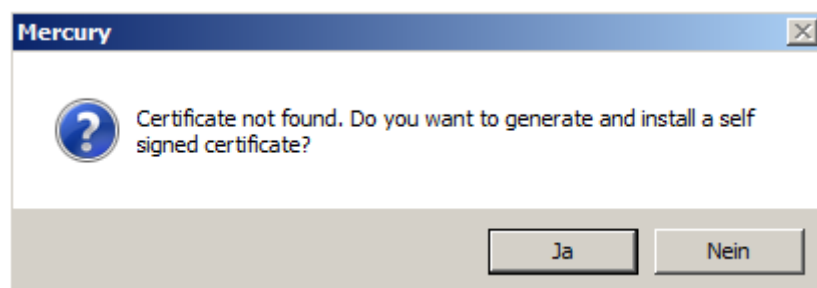 Mercury
Certificate not found. Do you want to generate and install a self
signed certificate?
Ja
Nein